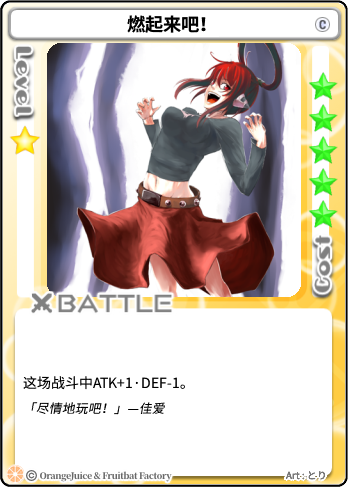 燃起来吧！
C
Level
Cost
BATTLE
这场战斗中ATK+1·DEF-1。
「尽情地玩吧！」—佳爱
© OrangeJuice & Fruitbat Factory
Art : とり